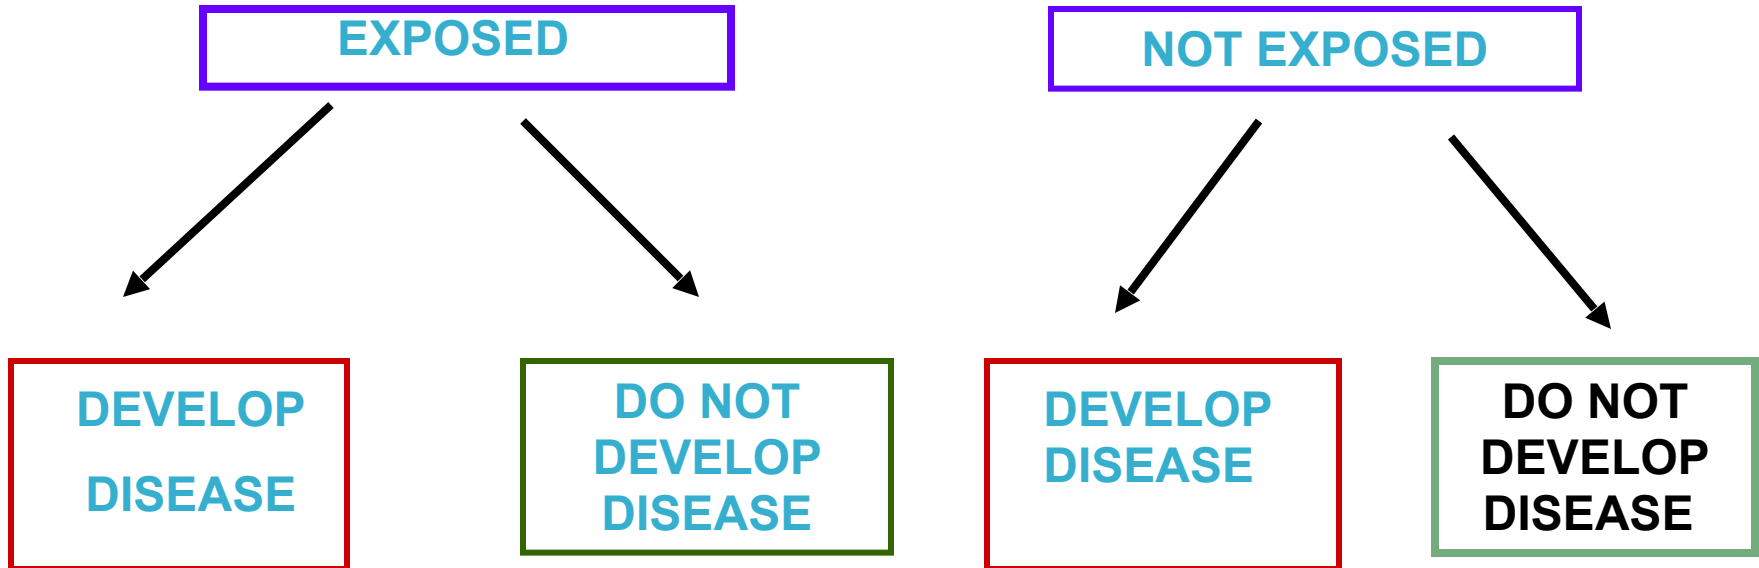 EXPOSED
NOT EXPOSED
DEVELOP
DISEASE
DO NOT
DEVELOP
DISEASE
DEVELOP
DISEASE
DO NOT
DEVELOP
DISEASE